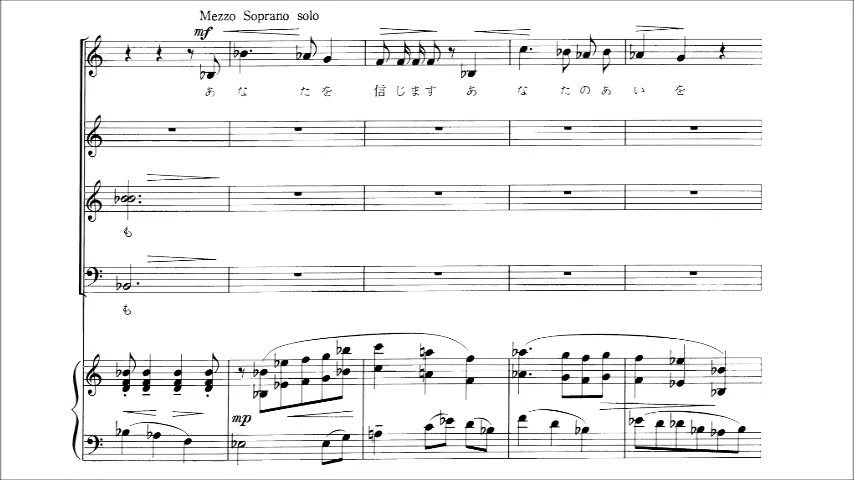 Mezzo Soprano solo
mf
あ な た を 信 じ ま す あ な た の あ い を
も
も
mp